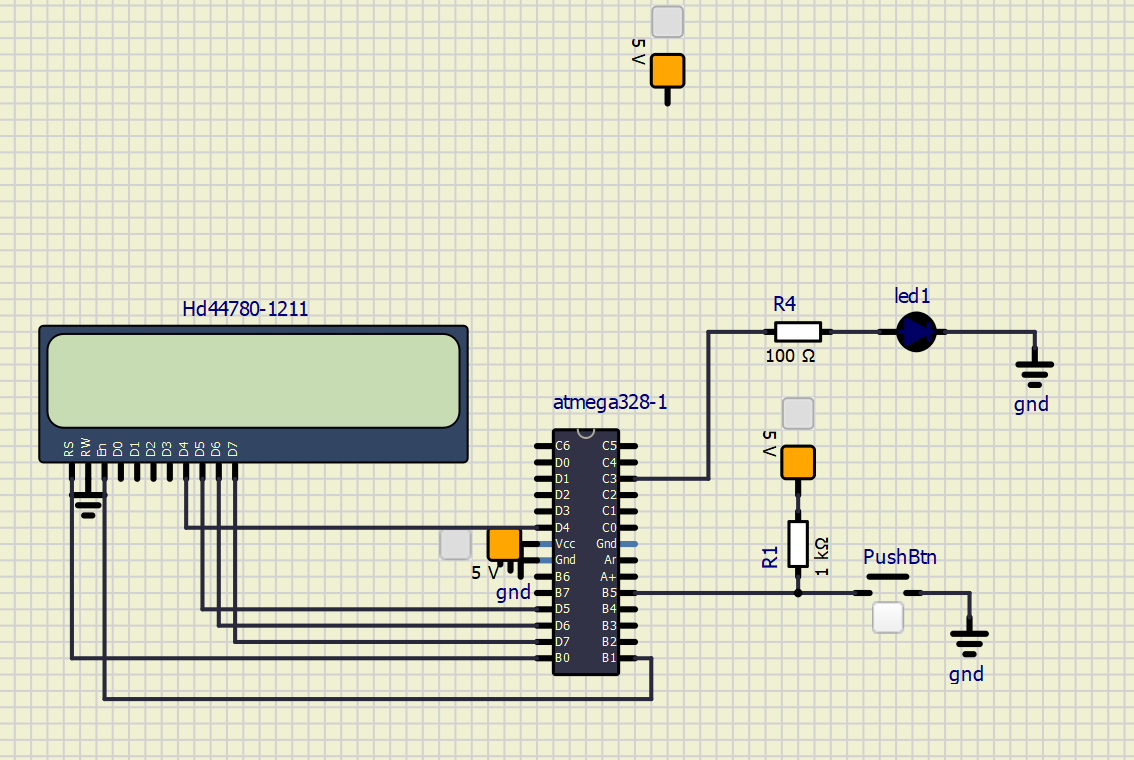 5 V
Hd44780-1211
RS RW En D0 D1 D2 D3 D4 D5 D6 D7
R4
100 Ω
led1
gnd
atmega328-1
C6 C5
D0 C4
D1 C3
D2 C2
D3 C1
D4 C0
Vcc Gnd
Gnd Ar
B6 A+
B7 B5
D5 B4
D6 B3
D7 B2
B0 B1
5 V
gnd
5 V
R1
1 kΩ
PushBtn
gnd